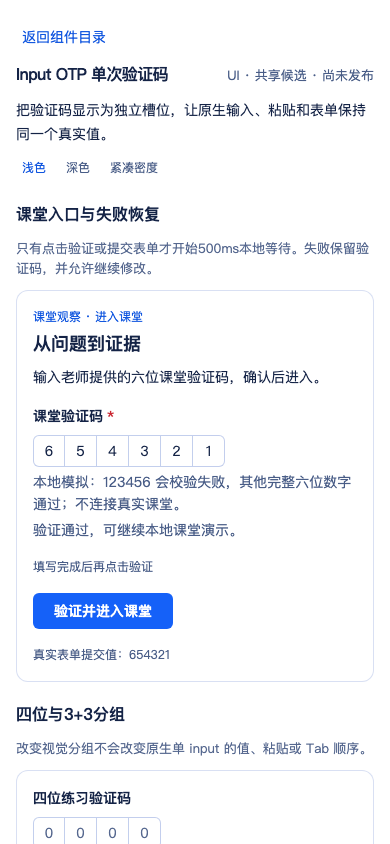 返回组件目录
Input OTP 单次验证码
UI · 共享候选 · 尚未发布
把验证码显示为独立槽位，让原生输入、粘贴和表单保持
同一个真实值。
浅色 深色 紧凑密度
课堂入口与失败恢复
只有点击验证或提交表单才开始500ms本地等待。失败保留验
证码，并允许继续修改。
课堂观察 · 进入课堂
从问题到证据
输入老师提供的六位课堂验证码，确认后进入。
课堂验证码 *
6 5 4 3 2 1
本地模拟：123456 会校验失败，其他完整六位数字
通过；不连接真实课堂。
验证通过，可继续本地课堂演示。
填写完成后再点击验证
验证并进入课堂
真实表单提交值：654321
四位与3+3分组
改变视觉分组不会改变原生单 input 的值、粘贴或 Tab 顺序。
四位练习验证码
0 0 0 0